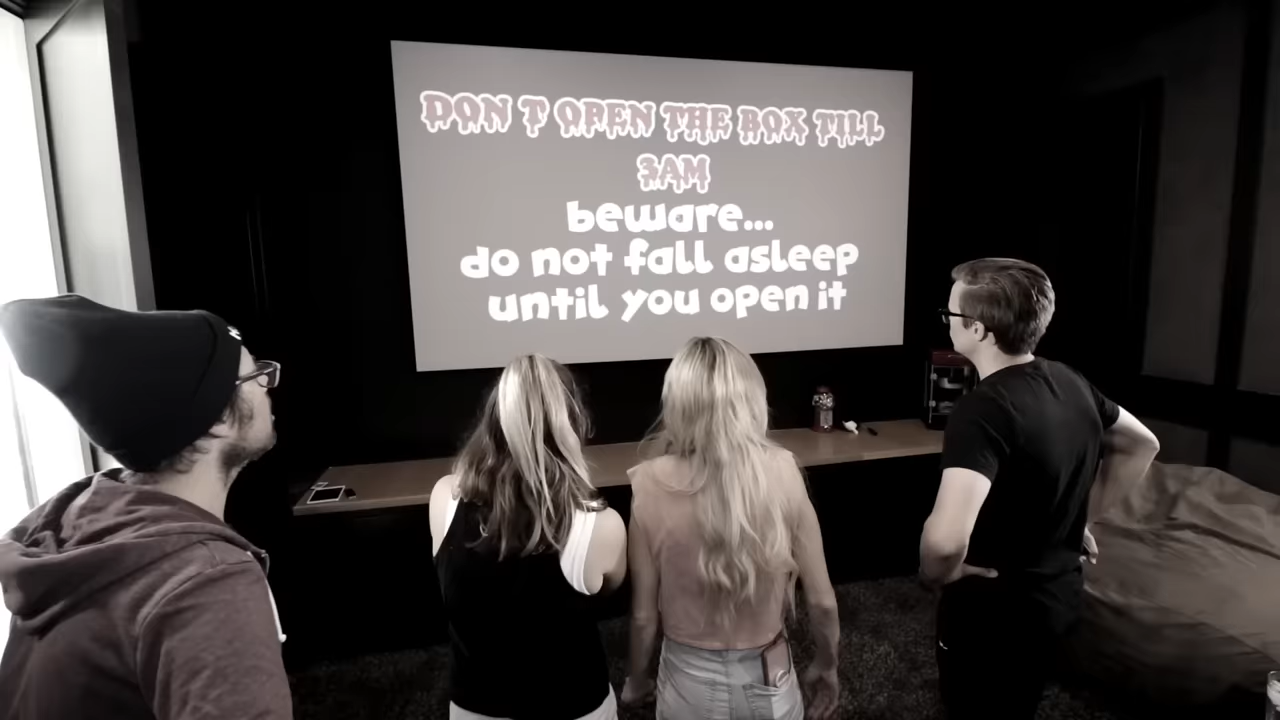 DON T OPEN THE BOX TILL
3AM
beware...
do not fall asleep
until you open it